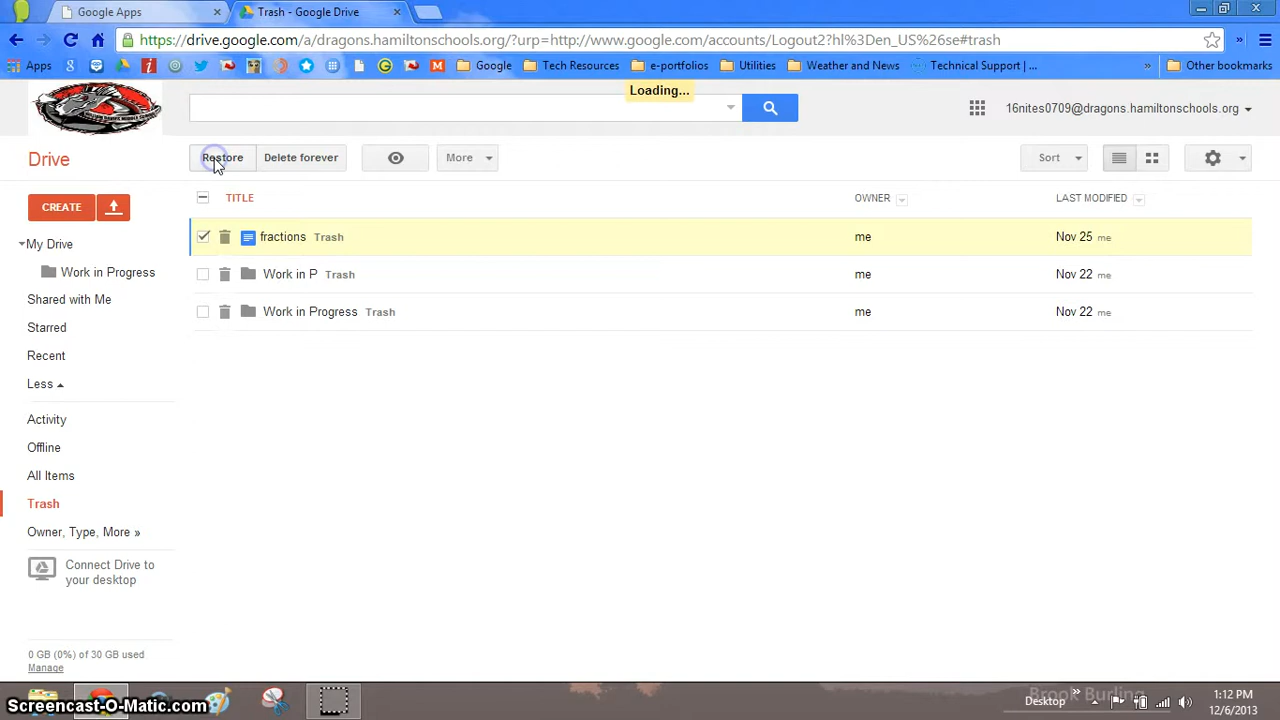 Google Apps
Trash - Google Drive
https://drive.google.com/a/dragons.hamiltonschools.org/?urp=http://www.google.com/accounts/Logout2?hl%3Den_US%26se#trash
Apps
Google
Tech Resources
e-portfolios
Utilities
Weather and News
Technical Support | ...
»
Other bookmarks
Loading...
16nites0709@dragons.hamiltonschools.org
Drive
Restore
Delete forever
More
Sort
CREATE
TITLE
OWNER
LAST MODIFIED
My Drive
Work in Progress
Shared with Me
Starred
Recent
Less
Activity
Offline
All Items
Trash
Owner, Type, More »
Connect Drive to
your desktop
0 GB (0%) of 30 GB used
Manage
fractions Trash me Nov 25 me
Work in P Trash me Nov 22 me
Work in Progress Trash me Nov 22 me
Screencast-O-Matic.com
Brook Burling
Desktop
»
1:12 PM
12/6/2013